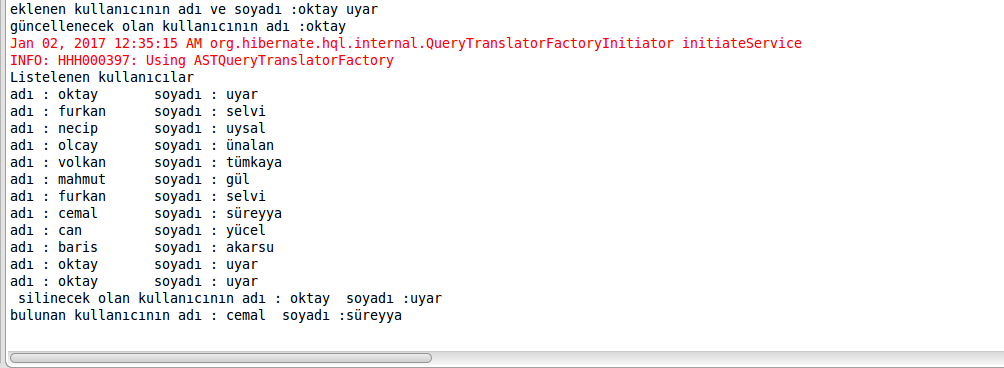 eklenen kullanıcının adı ve soyadı :oktay uyar
güncellenecek olan kullanıcının adı :oktay
Jan 02, 2017 12:35:15 AM org.hibernate.hql.internal.QueryTranslatorFactoryInitiator initiateService
INFO: HHH000397: Using ASTQueryTranslatorFactory
Listelenen kullanıcılar
adı : oktay       soyadı : uyar
adı : furkan      soyadı : selvi
adı : necip       soyadı : uysal
adı : olcay       soyadı : ünalan
adı : volkan      soyadı : tümkaya
adı : mahmut      soyadı : gül
adı : furkan      soyadı : selvi
adı : cemal       soyadı : süreyya
adı : can         soyadı : yücel
adı : baris       soyadı : akarsu
adı : oktay       soyadı : uyar
adı : oktay       soyadı : uyar
 silinecek olan kullanıcının adı : oktay  soyadı :uyar
bulunan kullanıcının adı : cemal  soyadı :süreyya